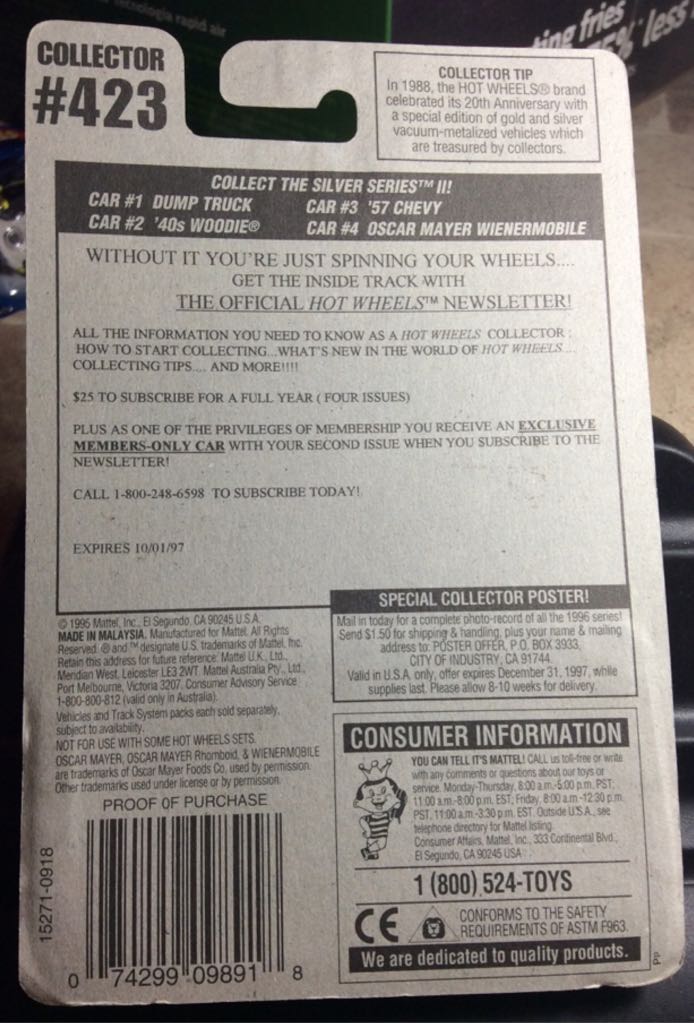 tecnología rapid air
ting fries
less
COLLECTOR
#423
COLLECTOR TIP
In 1988, the HOT WHEELS® brand
celebrated its 20th Anniversary with
a special edition of gold and silver
vacuum-metalized vehicles which
are treasured by collectors.
COLLECT THE SILVER SERIES™ II!
CAR #1 DUMP TRUCK
CAR #3 '57 CHEVY
CAR #2 '40s WOODIE®
CAR #4 OSCAR MAYER WIENERMOBILE
WITHOUT IT YOU'RE JUST SPINNING YOUR WHEELS....
GET THE INSIDE TRACK WITH
THE OFFICIAL HOT WHEELS™ NEWSLETTER!
ALL THE INFORMATION YOU NEED TO KNOW AS A HOT WHEELS COLLECTOR :
HOW TO START COLLECTING...WHAT'S NEW IN THE WORLD OF HOT WHEELS....
COLLECTING TIPS.... AND MORE!!!!
$25 TO SUBSCRIBE FOR A FULL YEAR ( FOUR ISSUES)
PLUS AS ONE OF THE PRIVILEGES OF MEMBERSHIP YOU RECEIVE AN EXCLUSIVE
MEMBERS-ONLY CAR WITH YOUR SECOND ISSUE WHEN YOU SUBSCRIBE TO THE
NEWSLETTER!
CALL 1-800-248-6598 TO SUBSCRIBE TODAY!
EXPIRES 10/01/97
© 1995 Mattel, Inc., El Segundo, CA 90245 U.S.A.
MADE IN MALAYSIA. Manufactured for Mattel. All Rights
Reserved. ® and ™ designate U.S. trademarks of Mattel, Inc.
Retain this address for future reference: Mattel U.K., Ltd.,
Meridian West, Leicester LE3 2WT. Mattel Australia Pty., Ltd.,
Port Melbourne, Victoria 3207. Consumer Advisory Service
1-800-800-812 (valid only in Australia).
Vehicles and Track System packs each sold separately,
subject to availability.
NOT FOR USE WITH SOME HOT WHEELS SETS.
OSCAR MAYER, OSCAR MAYER Rhomboid, & WIENERMOBILE
are trademarks of Oscar Mayer Foods Co. used by permission.
Other trademarks used under license or by permission.
PROOF OF PURCHASE
15271-0918
0 74299 09891 8
SPECIAL COLLECTOR POSTER!
Mail in today for a complete photo-record of all the 1996 series!
Send $1.50 for shipping & handling, plus your name & mailing
address to: POSTER OFFER, P.O. BOX 3933,
CITY OF INDUSTRY, CA 91744.
Valid in U.S.A. only, offer expires December 31, 1997, while
supplies last. Please allow 8-10 weeks for delivery.
CONSUMER INFORMATION
YOU CAN TELL IT'S MATTEL! CALL us toll-free or write
with any comments or questions about our toys or
service. Monday-Thursday, 8:00 a.m.-5:00 p.m. PST;
11:00 a.m.-8:00 p.m. EST; Friday, 8:00 a.m.-12:30 p.m.
PST, 11:00 a.m.-3:30 p.m. EST. Outside U.S.A., see
telephone directory for Mattel listing.
Consumer Affairs, Mattel, Inc., 333 Continental Blvd.,
El Segundo, CA 90245 USA
1 (800) 524-TOYS
CE
CONFORMS TO THE SAFETY
REQUIREMENTS OF ASTM F963.
We are dedicated to quality products.